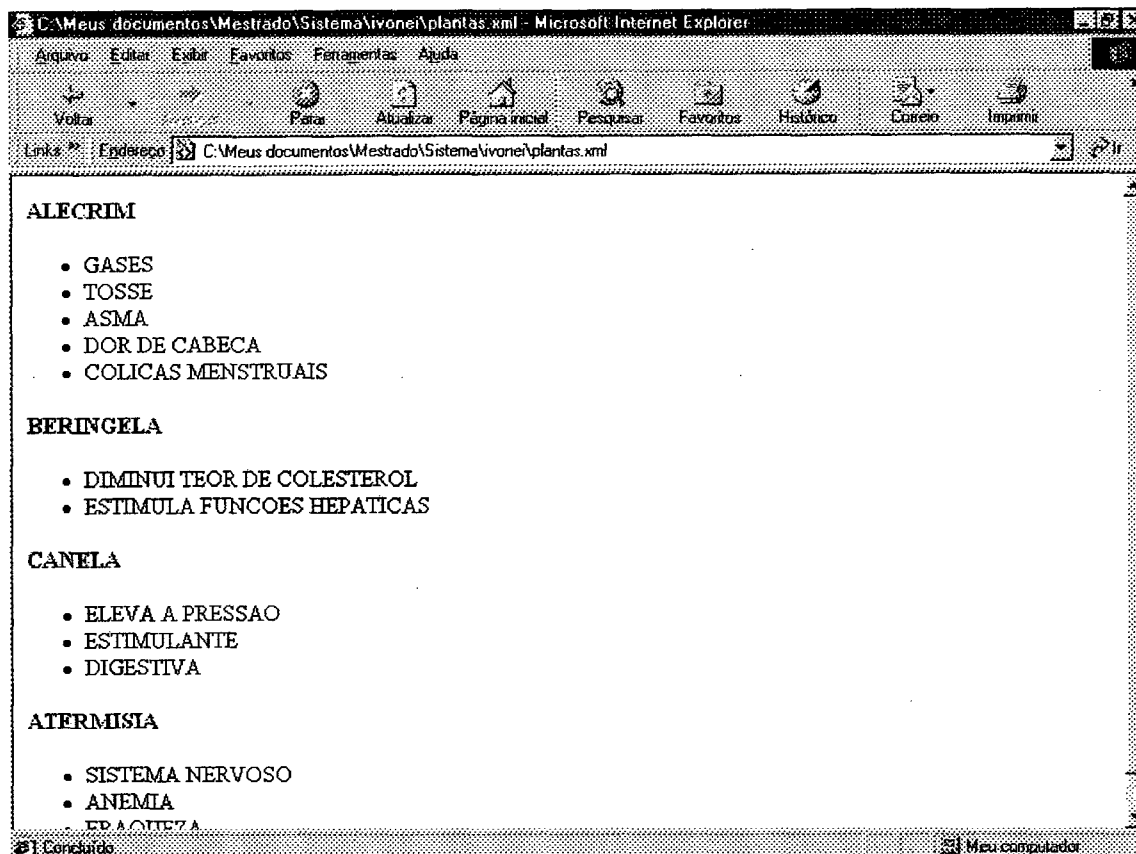 C:\Meus documentos\Mestrado\Sistema\ivonei\plantas.xml - Microsoft Internet Explorer
Arquivo Editar Exibir Favoritos Ferramentas Ajuda
Voltar Parar Atualizar Página inicial Pesquisar Favoritos Histórico Correio Imprimir
Links » Endereço C:\Meus documentos\Mestrado\Sistema\ivonei\plantas.xml Ir
ALECRIM
• GASES
• TOSSE
• ASMA
• DOR DE CABECA
• COLICAS MENSTRUAIS
BERINGELA
• DIMINUI TEOR DE COLESTEROL
• ESTIMULA FUNCOES HEPATICAS
CANELA
• ELEVA A PRESSAO
• ESTIMULANTE
• DIGESTIVA
ATERMISIA
• SISTEMA NERVOSO
• ANEMIA
• FRAQUEZA
Concluído Meu computador